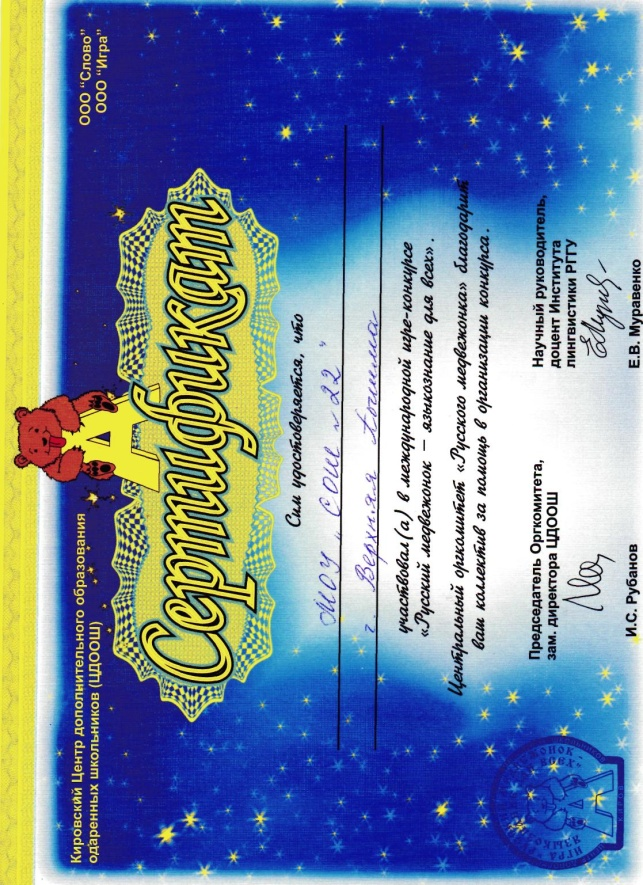 Кировский Центр дополнительного образования
одаренных школьников (ЦДООШ)
ООО "Слово"
ООО "Игра"
Сертификат
Сим удостоверяется, что
МОУ „ СОШ № 22 "
г Верхняя
участвовал(а) в международной игре-конкурсе
«Русский медвежонок – языкознание для всех».
Центральный оргкомитет «Русского медвежонка» благодарит
ваш коллектив за помощь в организации конкурса.
Председатель Оргкомитета,
зам. директора ЦДООШ
И.С. Рубанов
Научный руководитель,
доцент Института
лингвистики РГГУ
Е.В. Муравенко